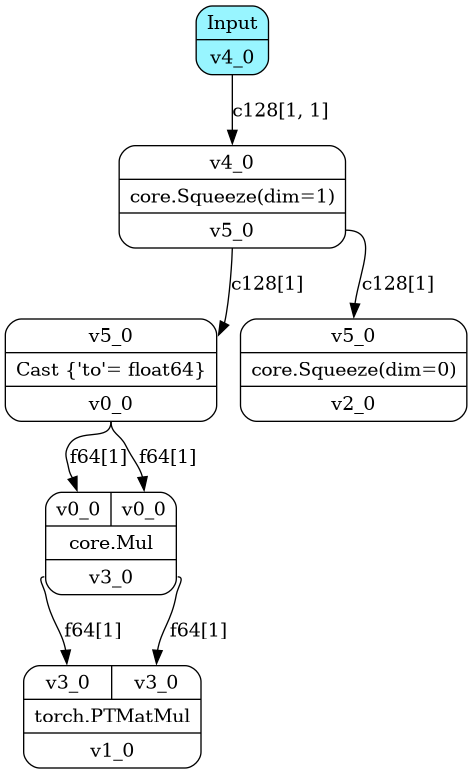 Input
v4_0
c128[1, 1]
v4_0
core.Squeeze(dim=1)
v5_0
c128[1]
c128[1]
v5_0
Cast {'to'= float64}
v0_0
v5_0
core.Squeeze(dim=0)
v2_0
f64[1]
f64[1]
v0_0 v0_0
core.Mul
v3_0
f64[1]
f64[1]
v3_0 v3_0
torch.PTMatMul
v1_0